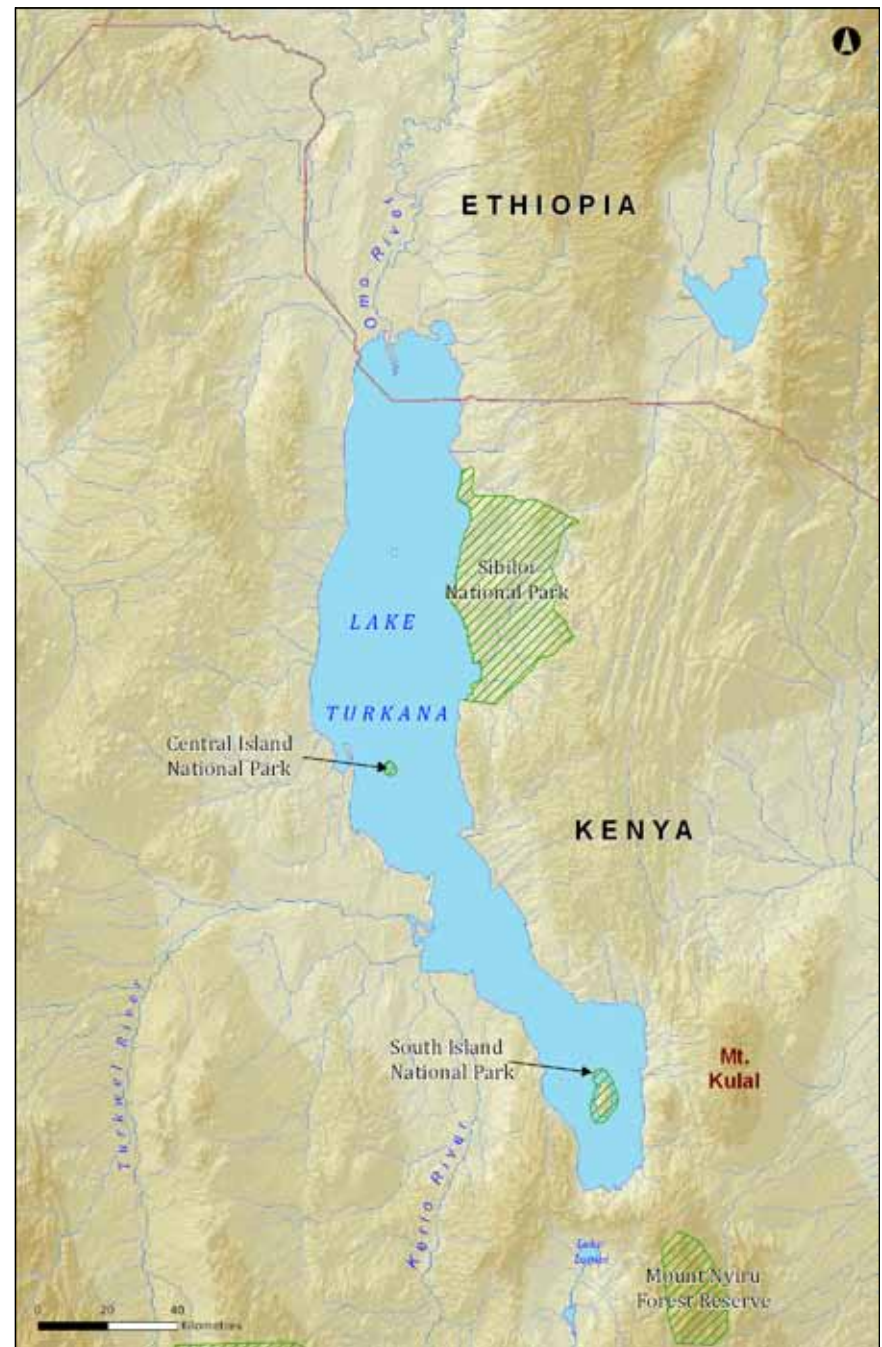 ETHIOPIA
Omo River
Sibiloi
National Park
LAKE
TURKANA
Central Island
National Park
KENYA
Turkwel River
South Island
National Park
Mt.
Kulal
Kerio River
Lake
Mount Nyiru
Forest Reserve
0 20 40
Kilometres